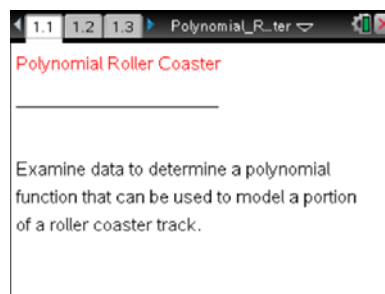 1.1 1.2 1.3 Polynomial_R...ter
Polynomial Roller Coaster
Examine data to determine a polynomial
function that can be used to model a portion
of a roller coaster track.